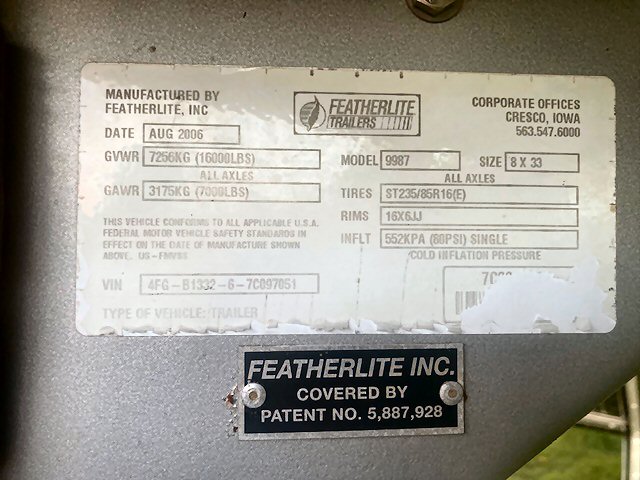 MANUFACTURED BY
FEATHERLITE, INC
FEATHERLITE
TRAILERS
CORPORATE OFFICES
CRESCO, IOWA
563.547.6000
DATE AUG 2006
GVWR 7256KG (16000LBS)
MODEL 9987 SIZE 8 X 33
ALL AXLES
GAWR 3175KG (7000LBS)
ALL AXLES
TIRES ST235/85R16(E)
RIMS 16X6JJ
INFLT 552KPA (80PSI) SINGLE
COLD INFLATION PRESSURE
THIS VEHICLE CONFORMS TO ALL APPLICABLE U.S.A.
FEDERAL MOTOR VEHICLE SAFETY STANDARDS IN
EFFECT ON THE DATE OF MANUFACTURE SHOWN
ABOVE. US-FMVSS
VIN 4FG-B1332-6-7C097051
TYPE OF VEHICLE: TRAILER
FEATHERLITE INC.
COVERED BY
PATENT NO. 5,887,928